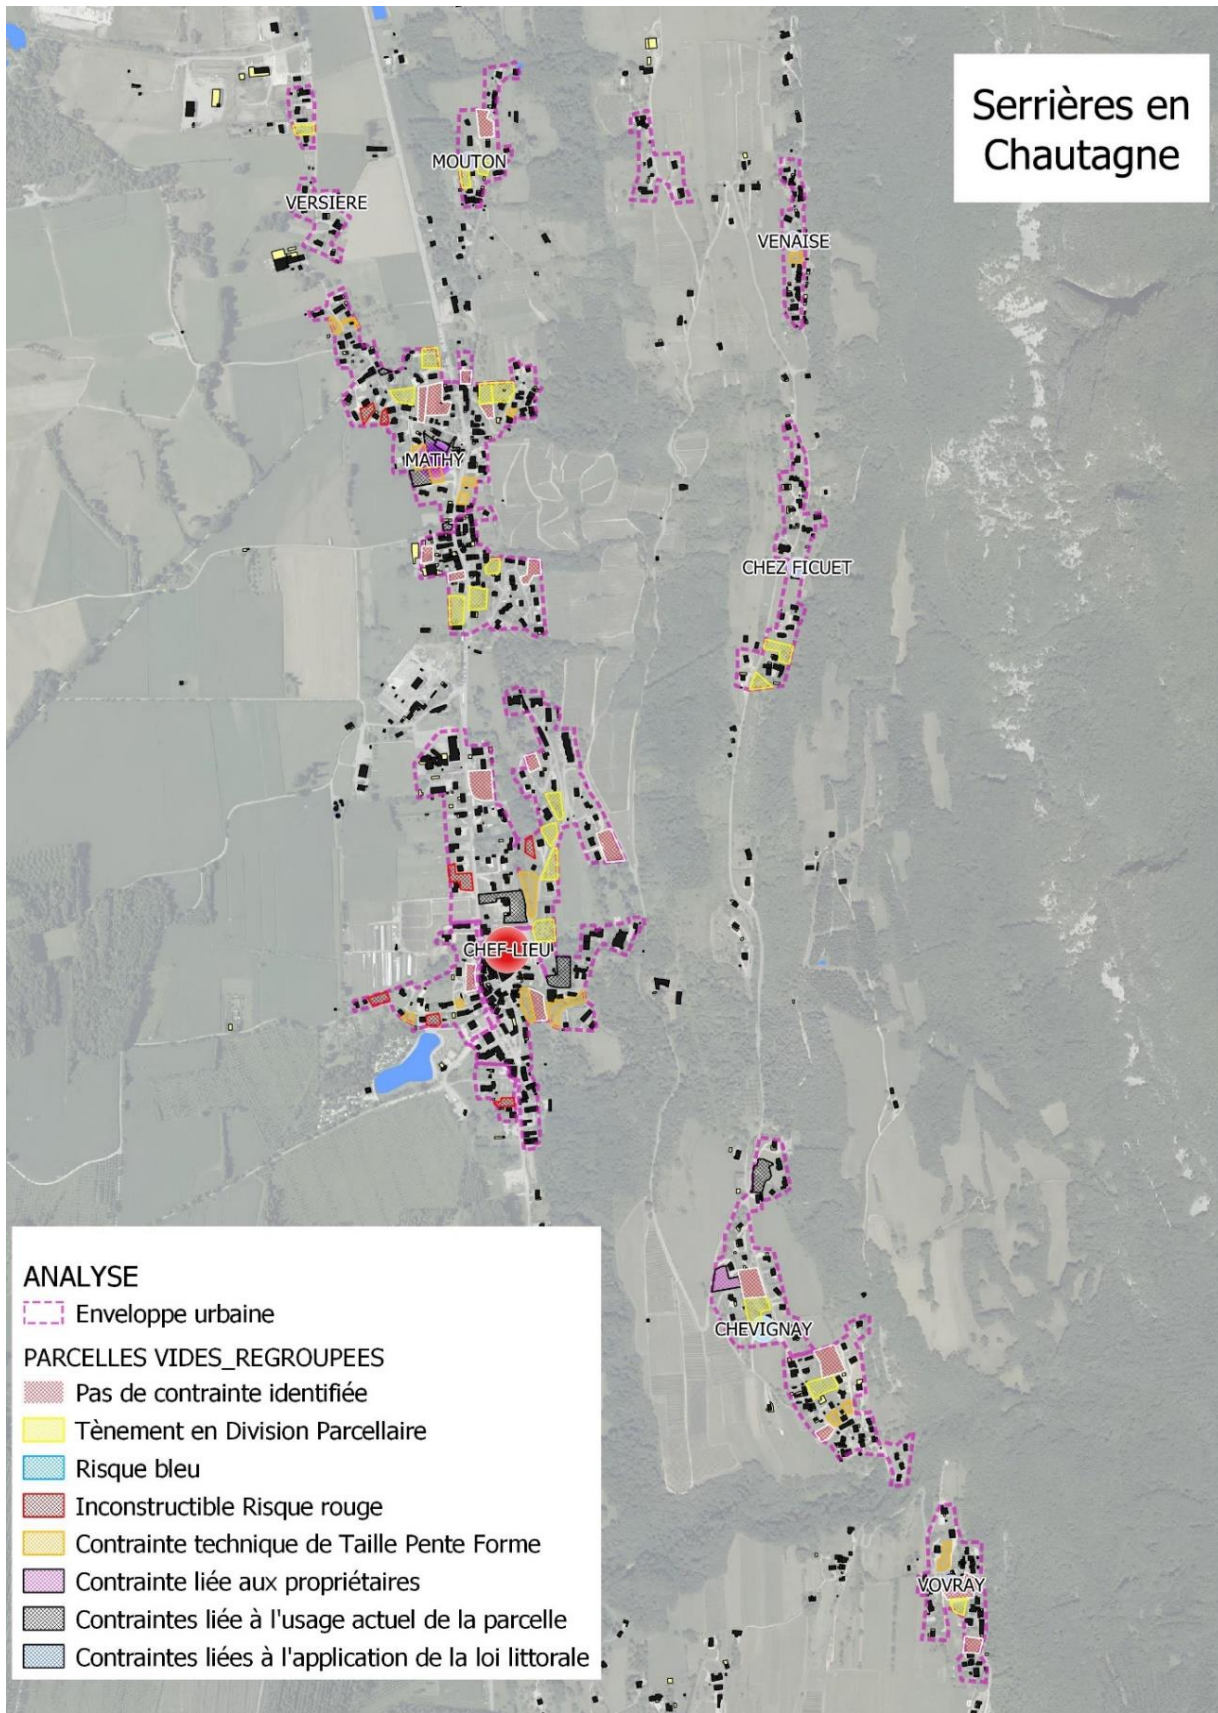 Serrières en
Chautagne
MOUTON
VERSIERE
VENAISE
MATHY
CHEZ FICUET
CHEF-LIEU
CHEVIGNAY
VOVRAY
ANALYSE
Enveloppe urbaine
PARCELLES VIDES_REGROUPEES
Pas de contrainte identifiée
Tènement en Division Parcellaire
Risque bleu
Inconstructible Risque rouge
Contrainte technique de Taille Pente Forme
Contrainte liée aux propriétaires
Contraintes liée à l'usage actuel de la parcelle
Contraintes liées à l'application de la loi littorale